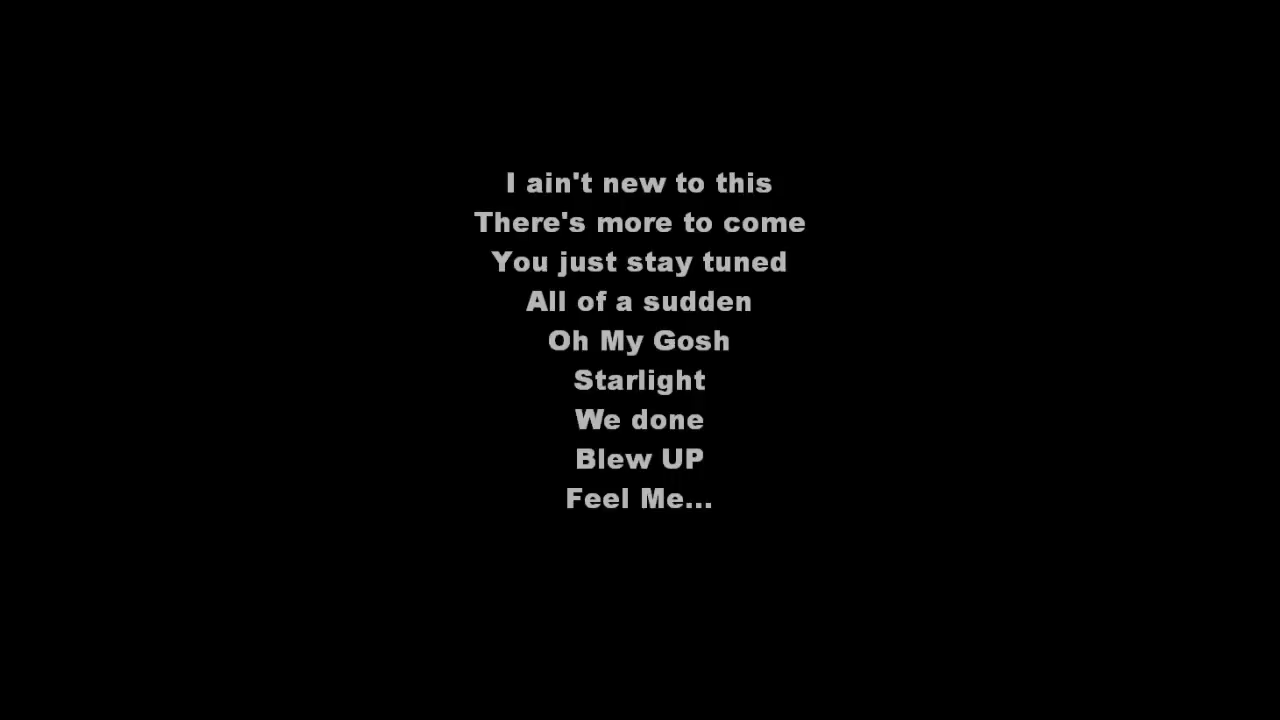 I ain't new to this
There's more to come
You just stay tuned
All of a sudden
Oh My Gosh
Starlight
We done
Blew UP
Feel Me...